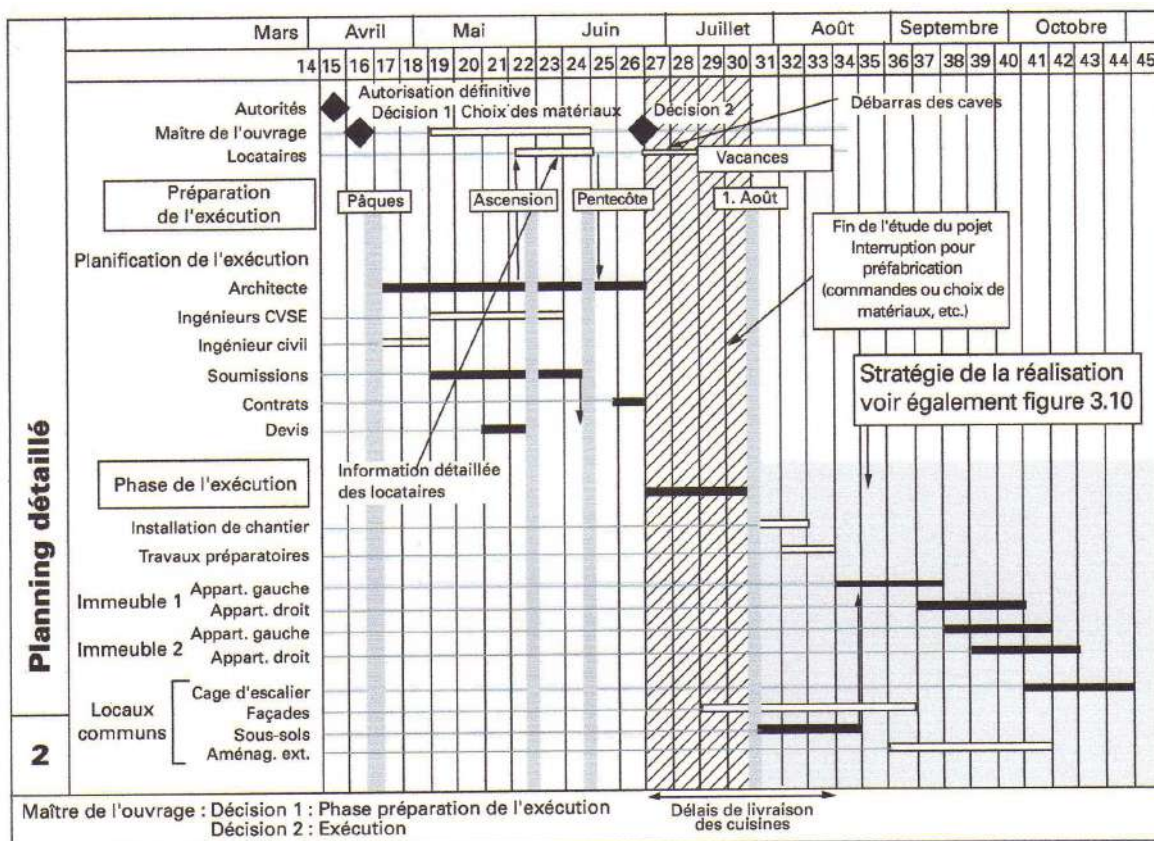 Mars Avril Mai Juin Juillet Août Septembre Octobre
14 15 16 17 18 19 20 21 22 23 24 25 26 27 28 29 30 31 32 33 34 35 36 37 38 39 40 41 42 43 44 45
Autorisation définitive
Autorités
Décision 1 Choix des matériaux
Décision 2
Débarras des caves
Maître de l'ouvrage
Locataires
Vacances
Préparation
de l'exécution
Pâques
Ascension
Pentecôte
1. Août
Fin de l'étude du pojet
Interruption pour
préfabrication
(commandes ou choix de
matériaux, etc.)
Planification de l'exécution
Architecte
Ingénieurs CVSE
Ingénieur civil
Soumissions
Contrats
Devis
Stratégie de la réalisation
voir également figure 3.10
Information détaillée
des locataires
Phase de l'exécution
Installation de chantier
Travaux préparatoires
Immeuble 1
Appart. gauche
Appart. droit
Immeuble 2
Appart. gauche
Appart. droit
Locaux
communs
Cage d'escalier
Façades
Sous-sols
Aménag. ext.
Planning détaillé
2
Maître de l'ouvrage : Décision 1 : Phase préparation de l'exécution
Décision 2 : Exécution
Délais de livraison
des cuisines